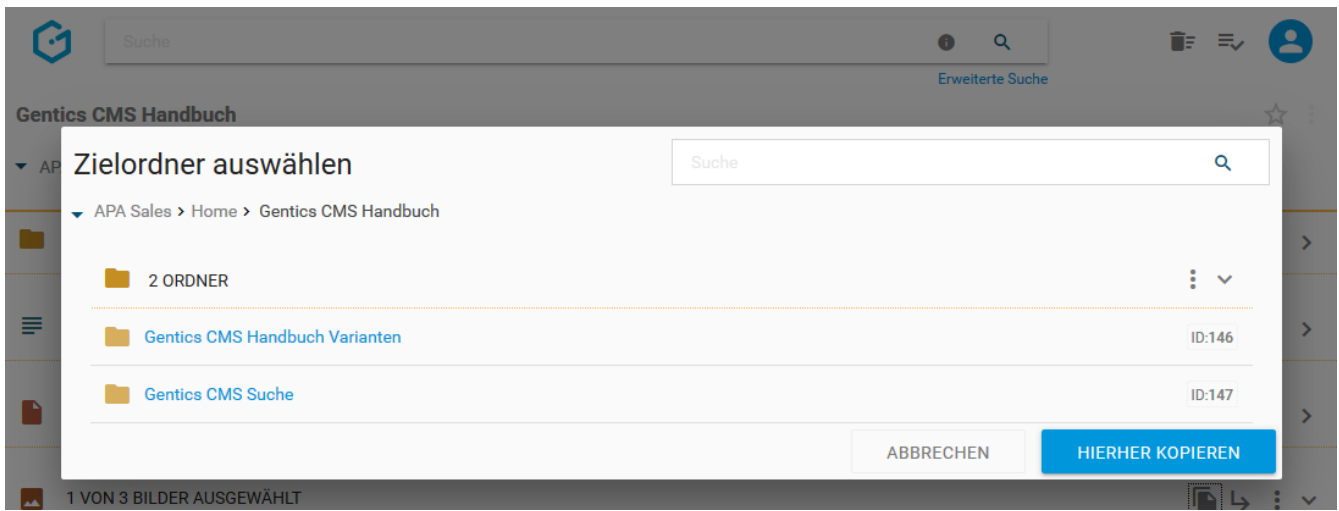 Suche
Erweiterte Suche
Gentics CMS Handbuch
AP
Zielordner auswählen
Suche
APA Sales > Home > Gentics CMS Handbuch
2 ORDNER
Gentics CMS Handbuch Varianten
ID:146
Gentics CMS Suche
ID:147
ABBRECHEN
HIERHER KOPIEREN
1 VON 3 BILDER AUSGEWÄHLT